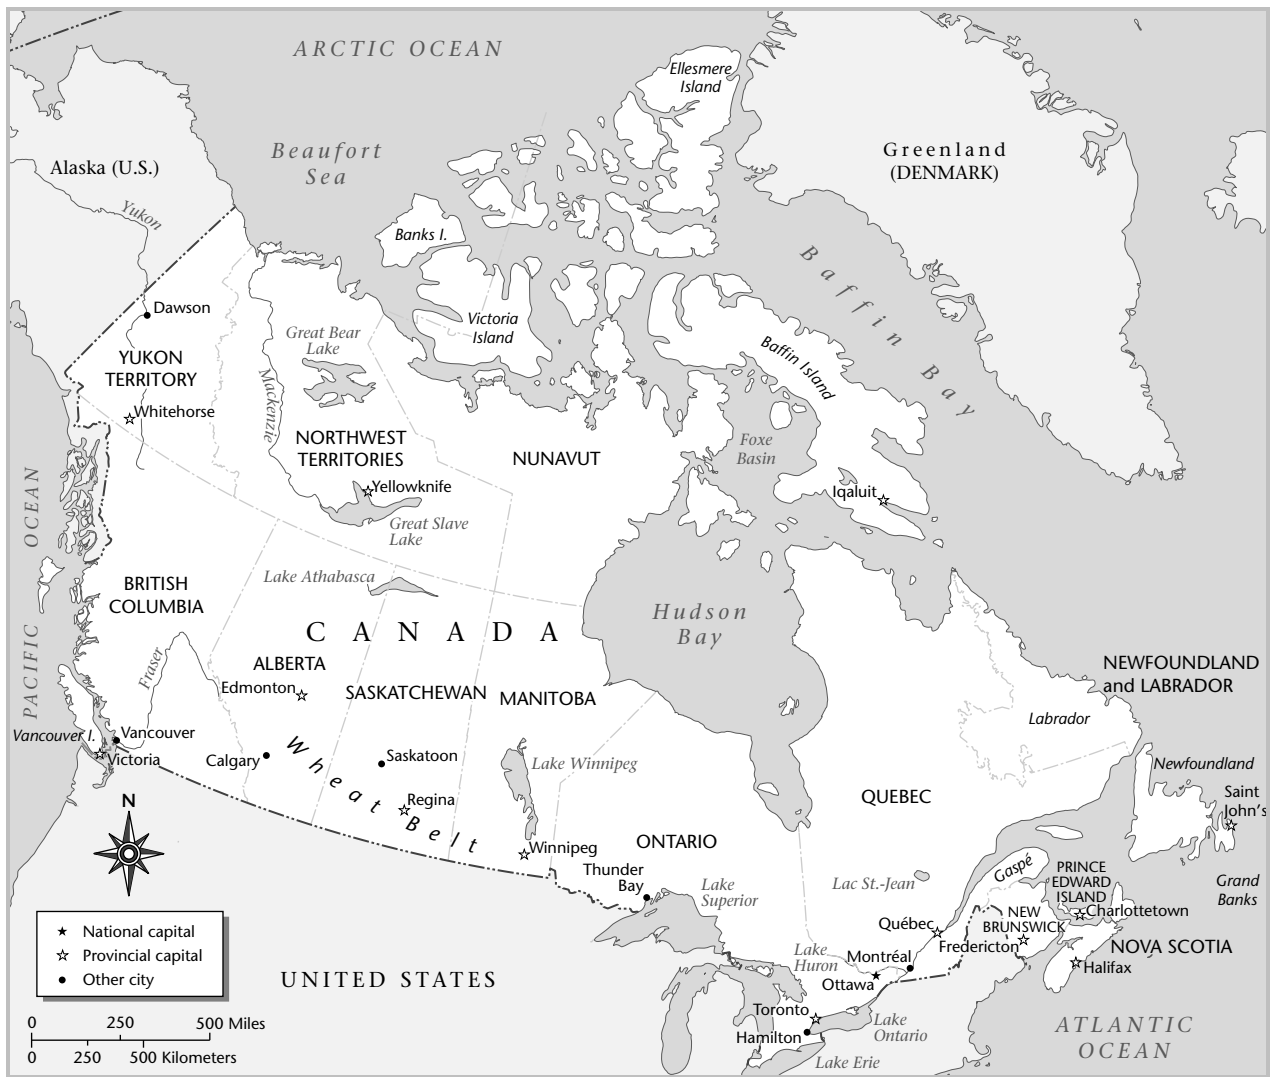 ARCTIC OCEAN
Ellesmere
Island
Beaufort
Sea
Alaska (U.S.)
Greenland
(DENMARK)
Yukon
Banks I.
Baffin Bay
Dawson
Victoria
Island
Great Bear
Lake
Baffin Island
YUKON
TERRITORY
Mackenzie
Whitehorse
NORTHWEST
TERRITORIES
NUNAVUT
Foxe
Basin
Yellowknife
Iqaluit
PACIFIC OCEAN
Great Slave
Lake
BRITISH
COLUMBIA
Lake Athabasca
Hudson
Bay
CANADA
Fraser
ALBERTA
Edmonton
SASKATCHEWAN
MANITOBA
NEWFOUNDLAND
and LABRADOR
Labrador
Vancouver I.
Vancouver
Victoria
Calgary
Wheat Belt
Saskatoon
Lake Winnipeg
Newfoundland
Saint
John's
Regina
QUEBEC
N
Winnipeg
ONTARIO
Thunder
Bay
Lake
Superior
Lac St.-Jean
Gaspé
PRINCE
EDWARD
ISLAND
Charlottetown
Grand
Banks
NEW
BRUNSWICK
Québec
Fredericton
NOVA SCOTIA
Halifax
Lake
Huron
Montréal
Ottawa
UNITED STATES
Toronto
Hamilton
Lake
Ontario
Lake Erie
ATLANTIC
OCEAN
National capital
Provincial capital
Other city
0 250 500 Miles
0 250 500 Kilometers